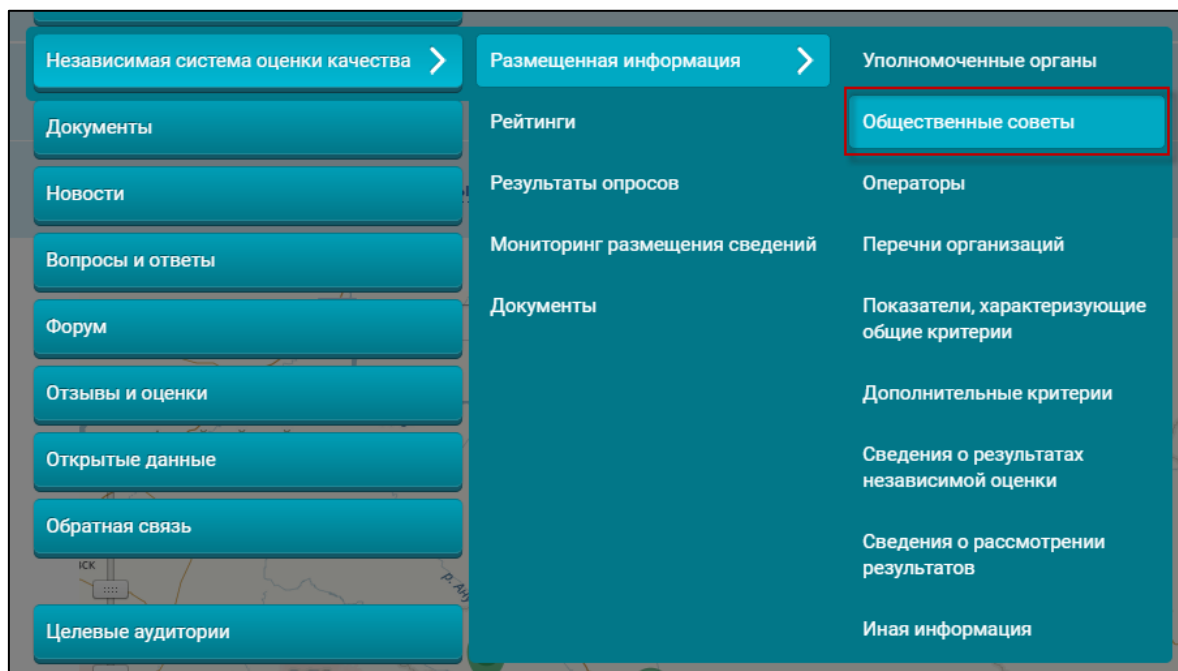 Независимая система оценки качества
Документы
Новости
Вопросы и ответы
Форум
Отзывы и оценки
Открытые данные
Обратная связь
Целевые аудитории
Размещенная информация
Рейтинги
Результаты опросов
Мониторинг размещения сведений
Документы
Уполномоченные органы
Общественные советы
Операторы
Перечни организаций
Показатели, характеризующие
общие критерии
Дополнительные критерии
Сведения о результатах
независимой оценки
Сведения о рассмотрении
результатов
Иная информация